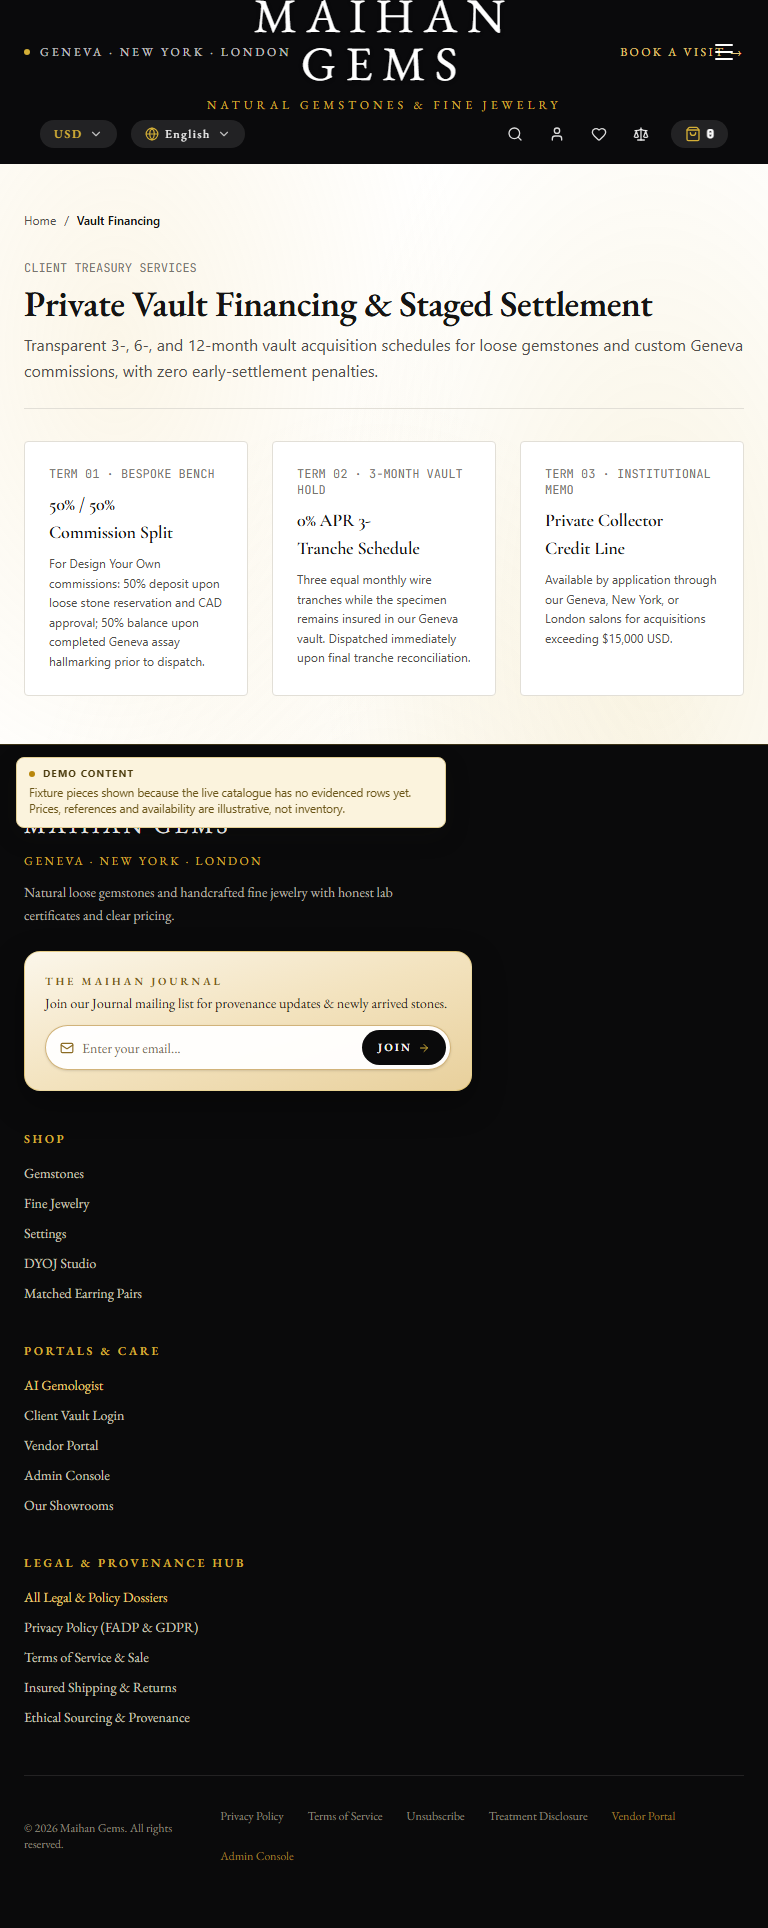 MAIHAN
GEMS
GENEVA · NEW YORK · LONDON
BOOK A VISIT →
NATURAL GEMSTONES & FINE JEWELRY
USD
English
0
Home / Vault Financing
CLIENT TREASURY SERVICES
Private Vault Financing & Staged Settlement
Transparent 3-, 6-, and 12-month vault acquisition schedules for loose gemstones and custom Geneva
commissions, with zero early-settlement penalties.
TERM 01 · BESPOKE BENCH
50% / 50%
Commission Split
For Design Your Own
commissions: 50% deposit upon
loose stone reservation and CAD
approval; 50% balance upon
completed Geneva assay
hallmarking prior to dispatch.
TERM 02 · 3-MONTH VAULT
HOLD
0% APR 3-
Tranche Schedule
Three equal monthly wire
tranches while the specimen
remains insured in our Geneva
vault. Dispatched immediately
upon final tranche reconciliation.
TERM 03 · INSTITUTIONAL
MEMO
Private Collector
Credit Line
Available by application through
our Geneva, New York, or
London salons for acquisitions
exceeding $15,000 USD.
DEMO CONTENT
Fixture pieces shown because the live catalogue has no evidenced rows yet.
Prices, references and availability are illustrative, not inventory.
MAIHAN GEMS
GENEVA · NEW YORK · LONDON
Natural loose gemstones and handcrafted fine jewelry with honest lab
certificates and clear pricing.
THE MAIHAN JOURNAL
Join our Journal mailing list for provenance updates & newly arrived stones.
Enter your email...
JOIN →
SHOP
Gemstones
Fine Jewelry
Settings
DYOJ Studio
Matched Earring Pairs
PORTALS & CARE
AI Gemologist
Client Vault Login
Vendor Portal
Admin Console
Our Showrooms
LEGAL & PROVENANCE HUB
All Legal & Policy Dossiers
Privacy Policy (FADP & GDPR)
Terms of Service & Sale
Insured Shipping & Returns
Ethical Sourcing & Provenance
© 2026 Maihan Gems. All rights
reserved.
Privacy Policy
Terms of Service
Unsubscribe
Treatment Disclosure
Vendor Portal
Admin Console